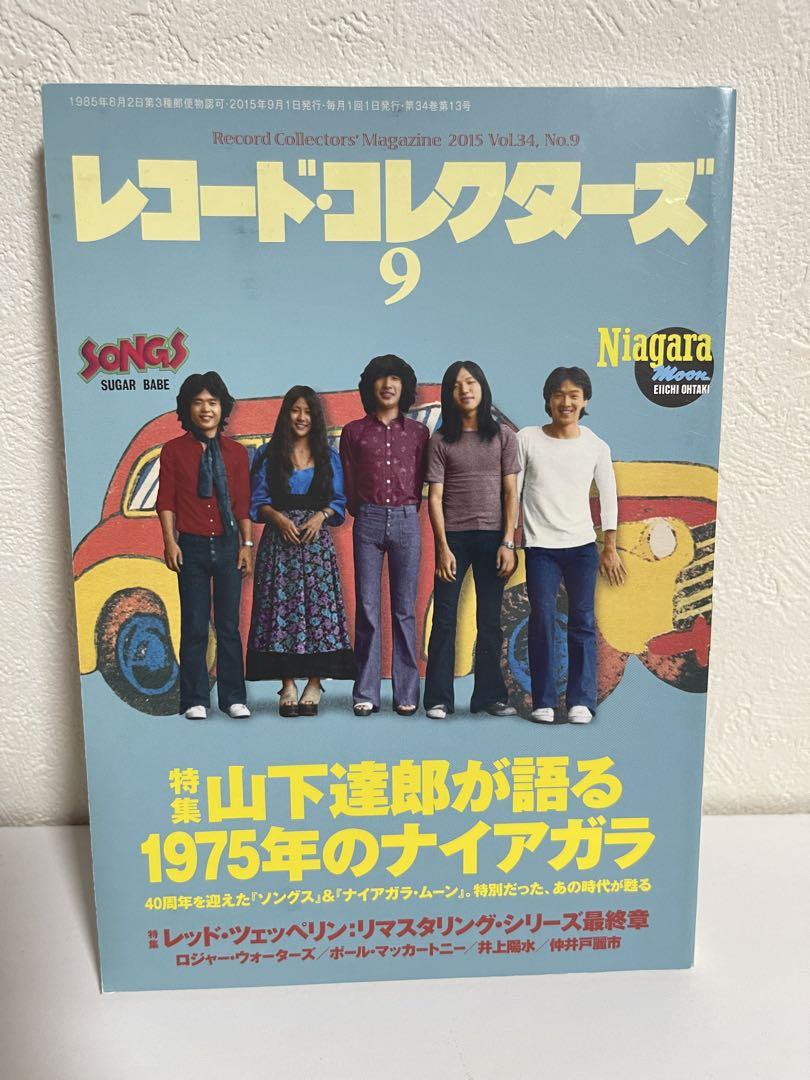 1985年8月2日第3種郵便物認可・2015年9月1日発行・毎月1回1日発行・第34巻第13号
Record Collectors' Magazine 2015 Vol.34, No.9
レコード・コレクターズ
9
SONGS
SUGAR BABE
Niagara
Moon
EIICHI OHTAKI
特集 山下達郎が語る
1975年のナイアガラ
40周年を迎えた『ソングス』&『ナイアガラ・ムーン』。特別だった、あの時代が甦る
特集 レッド・ツェッペリン:リマスタリング・シリーズ最終章
ロジャー・ウォーターズ/ポール・マッカートニー/井上陽水/仲井戸麗市